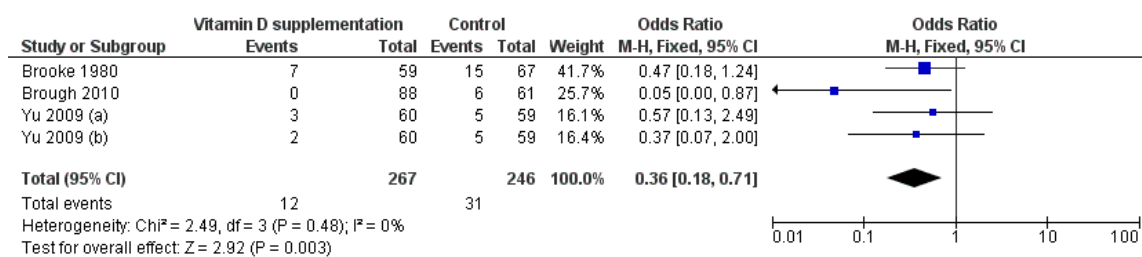 Vitamin D supplementation Control Odds Ratio Odds Ratio
Study or Subgroup Events Total Events Total Weight M-H, Fixed, 95% CI M-H, Fixed, 95% CI
Brooke 1980 7 59 15 67 41.7% 0.47 [0.18, 1.24]
Brough 2010 0 88 6 61 25.7% 0.05 [0.00, 0.87]
Yu 2009 (a) 3 60 5 59 16.1% 0.57 [0.13, 2.49]
Yu 2009 (b) 2 60 5 59 16.4% 0.37 [0.07, 2.00]
Total (95% CI) 267 246 100.0% 0.36 [0.18, 0.71]
Total events 12 31
Heterogeneity: Chi² = 2.49, df = 3 (P = 0.48); I² = 0%
Test for overall effect: Z = 2.92 (P = 0.003)
0.01 0.1 1 10 100